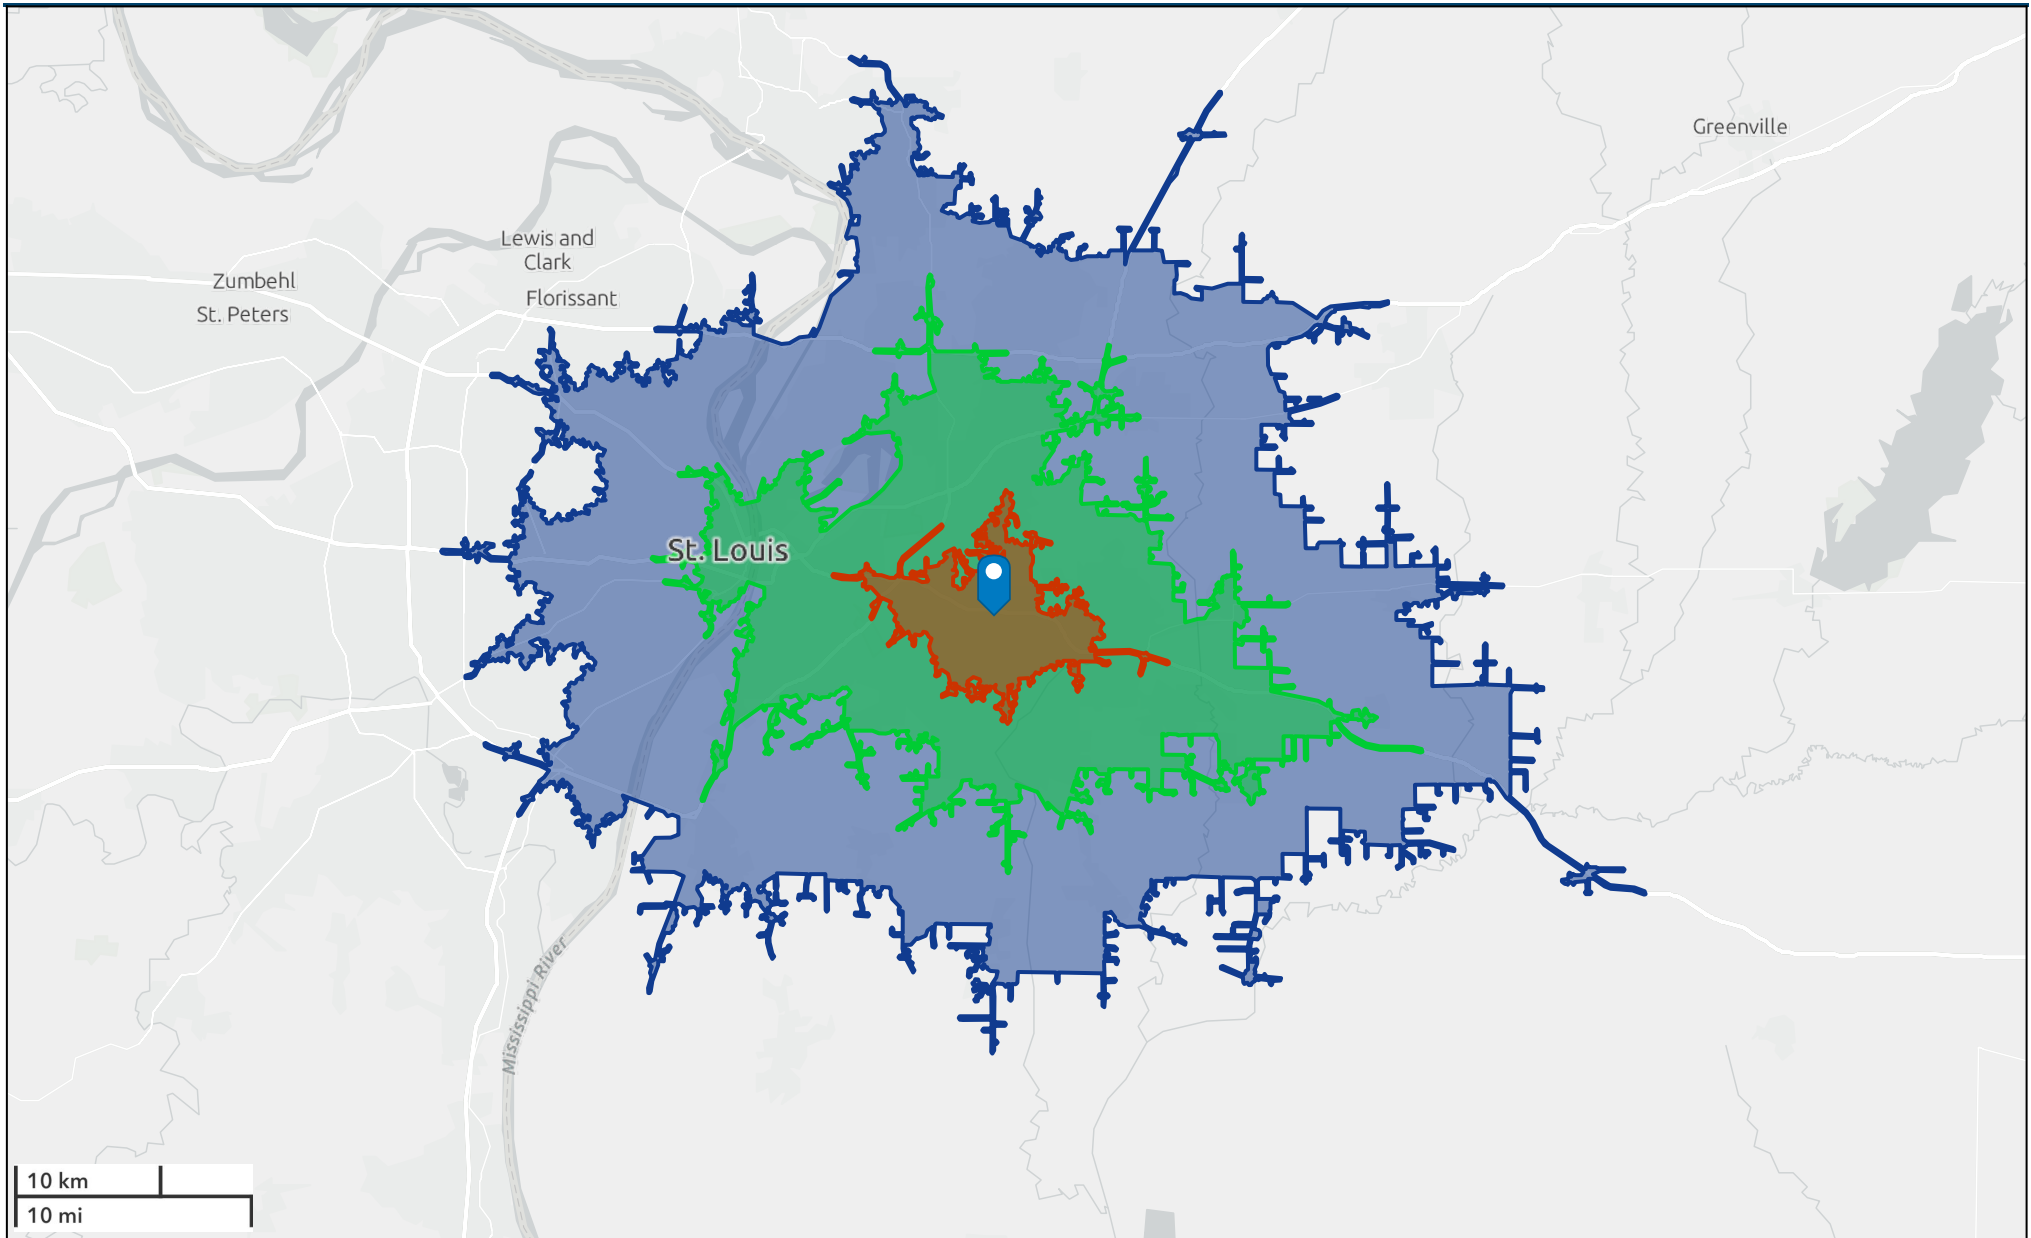 Greenville
Lewis and
Clark
Zumbehl
Florissant
St. Peters
St. Louis
Mississippi River
10 km
10 mi